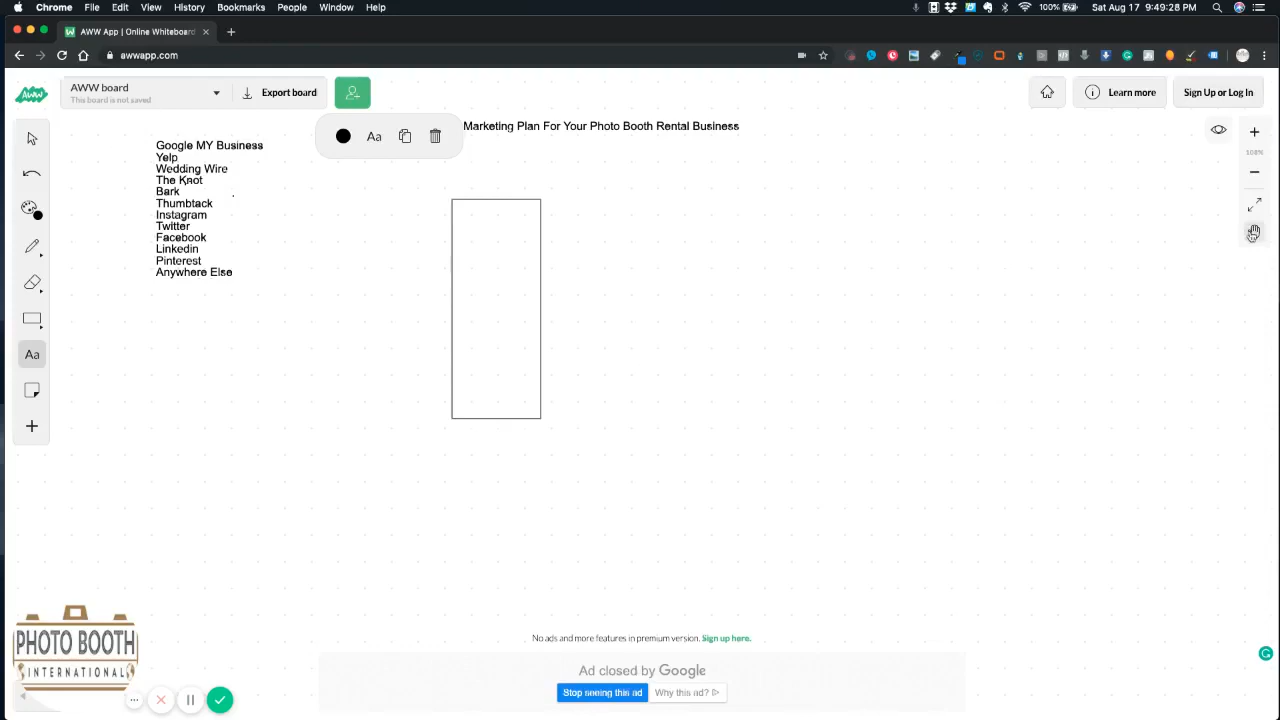 Chrome File Edit View History Bookmarks People Window Help
100% Sat Aug 17 9:49:28 PM
AWW App | Online Whiteboard
awwapp.com
AWW
AWW board
This board is not saved
Export board
Learn more
Sign Up or Log In
Aa
Marketing Plan For Your Photo Booth Rental Business
108%
Google MY Business
Yelp
Wedding Wire
The Knot
Bark
Thumbtack
Instagram
Twitter
Facebook
Linkedin
Pinterest
Anywhere Else
Aa
No ads and more features in premium version. Sign up here.
PHOTO BOOTH
INTERNATIONAL
Ad closed by Google
Stop seeing this ad
Why this ad?